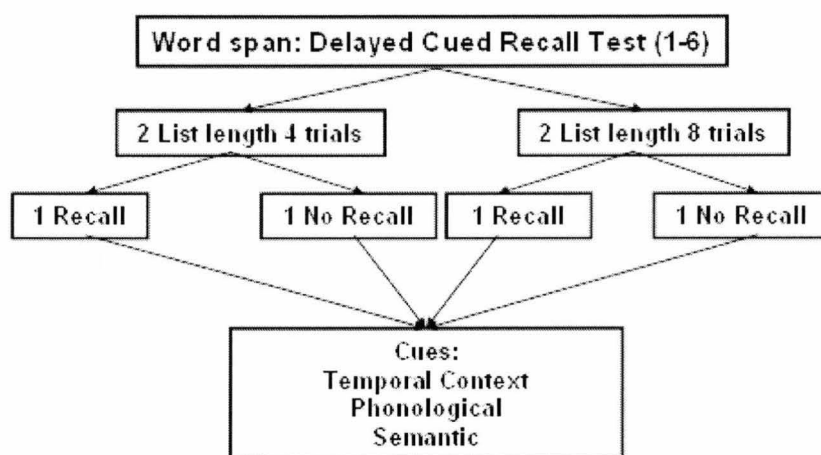 Word span: Delayed Cued Recall Test (1-6)
2 List length 4 trials
2 List length 8 trials
1 Recall
1 No Recall
1 Recall
1 No Recall
Cues:
Temporal Context
Phonological
Semantic